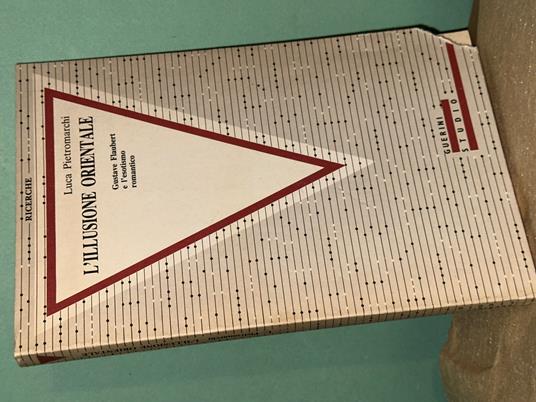 RICERCHE
Luca Pietromarchi
L'ILLUSIONE ORIENTALE
Gustave Flaubert
e l'esotismo
romantico
GUERINI
STUDIO